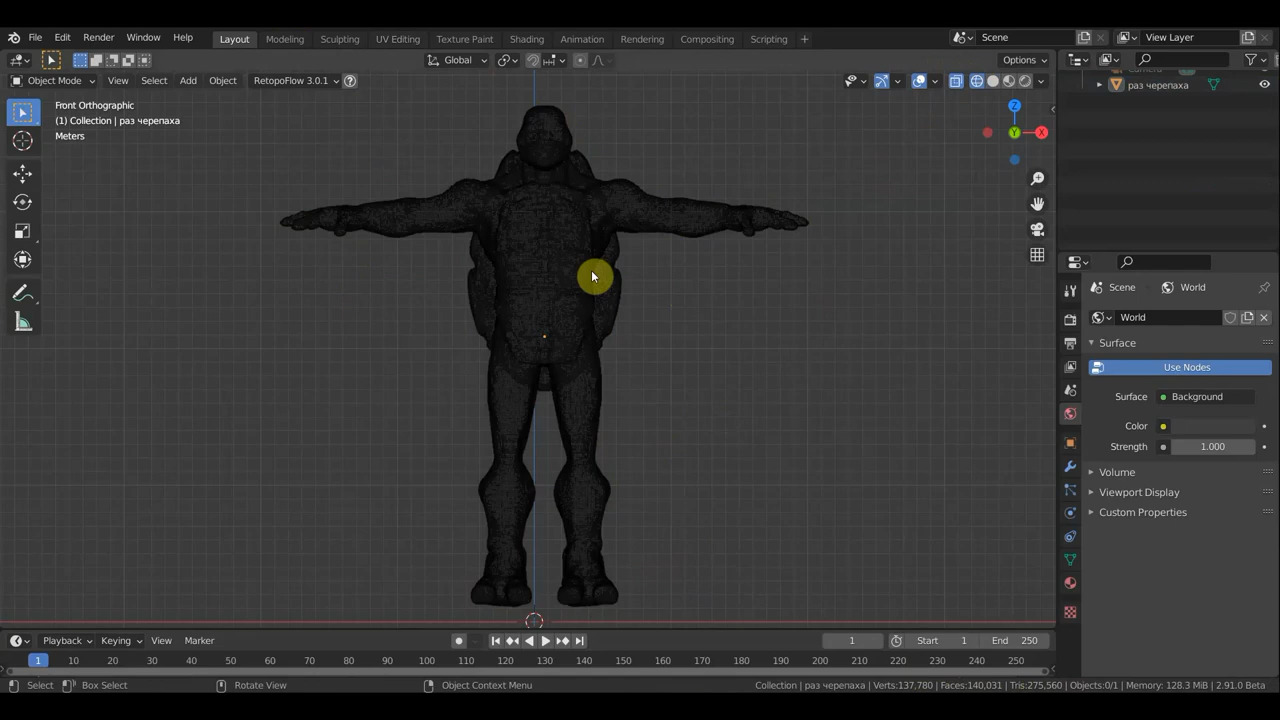 File Edit Render Window Help Layout Modeling Sculpting UV Editing Texture Paint Shading Animation Rendering Compositing Scripting + Scene View Layer
Global Options
Object Mode View Select Add Object RetopoFlow 3.0.1
раз черепаха
Front Orthographic
(1) Collection | раз черепаха
Meters
Z
Y
X
Scene World
World
Surface
Use Nodes
Surface Background
Color
Strength 1.000
Volume
Viewport Display
Custom Properties
Playback Keying View Marker 1 Start 1 End 250
1 10 20 30 40 50 60 70 80 90 100 110 120 130 140 150 160 170 180 190 200 210 220 230 240 250
Select Box Select Rotate View Object Context Menu Collection | раз черепаха | Verts:137,780 | Faces:140,031 | Tris:275,560 | Objects:0/1 | Memory: 128.3 MiB | 2.91.0 Beta